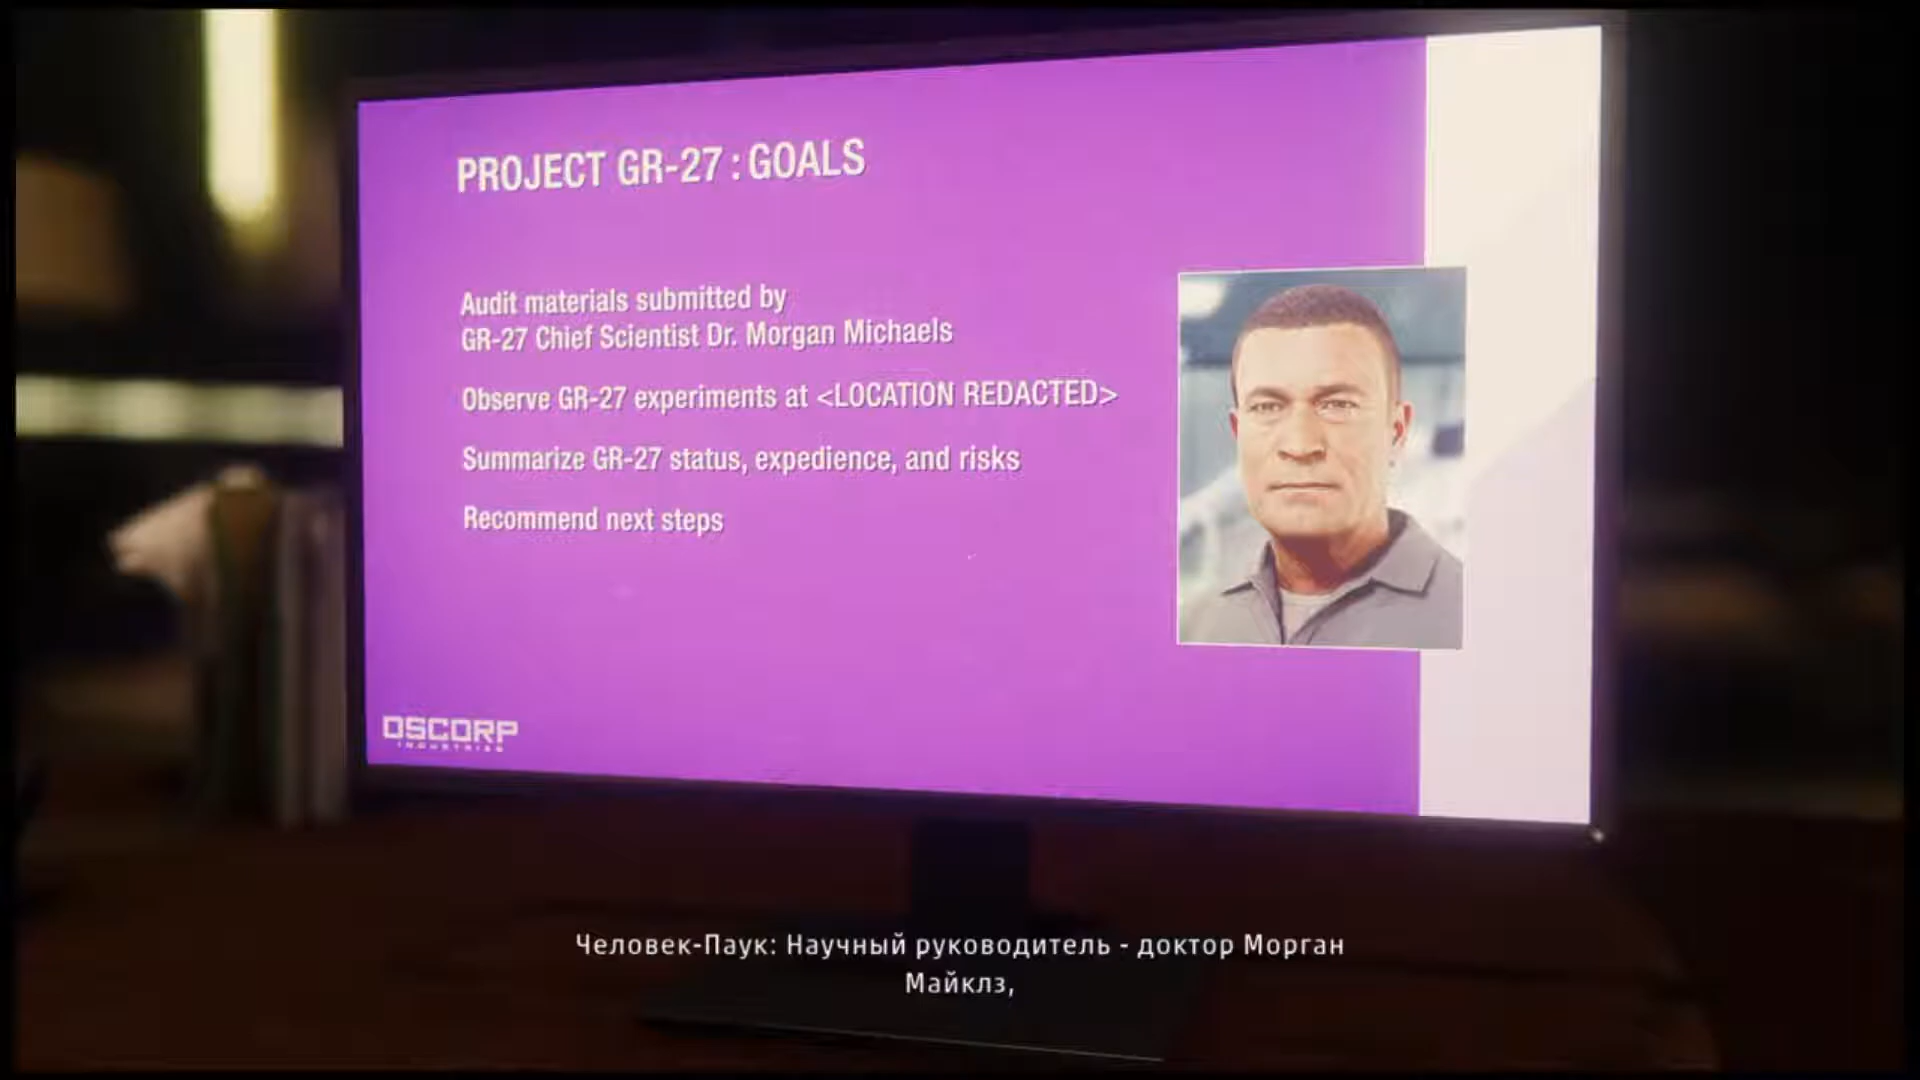 PROJECT GR-27 : GOALS
Audit materials submitted by
GR-27 Chief Scientist Dr. Morgan Michaels
Observe GR-27 experiments at <LOCATION REDACTED>
Summarize GR-27 status, expedience, and risks
Recommend next steps
OSCORP
INDUSTRIES
Человек-Паук: Научный руководитель - доктор Морган
Майклз,